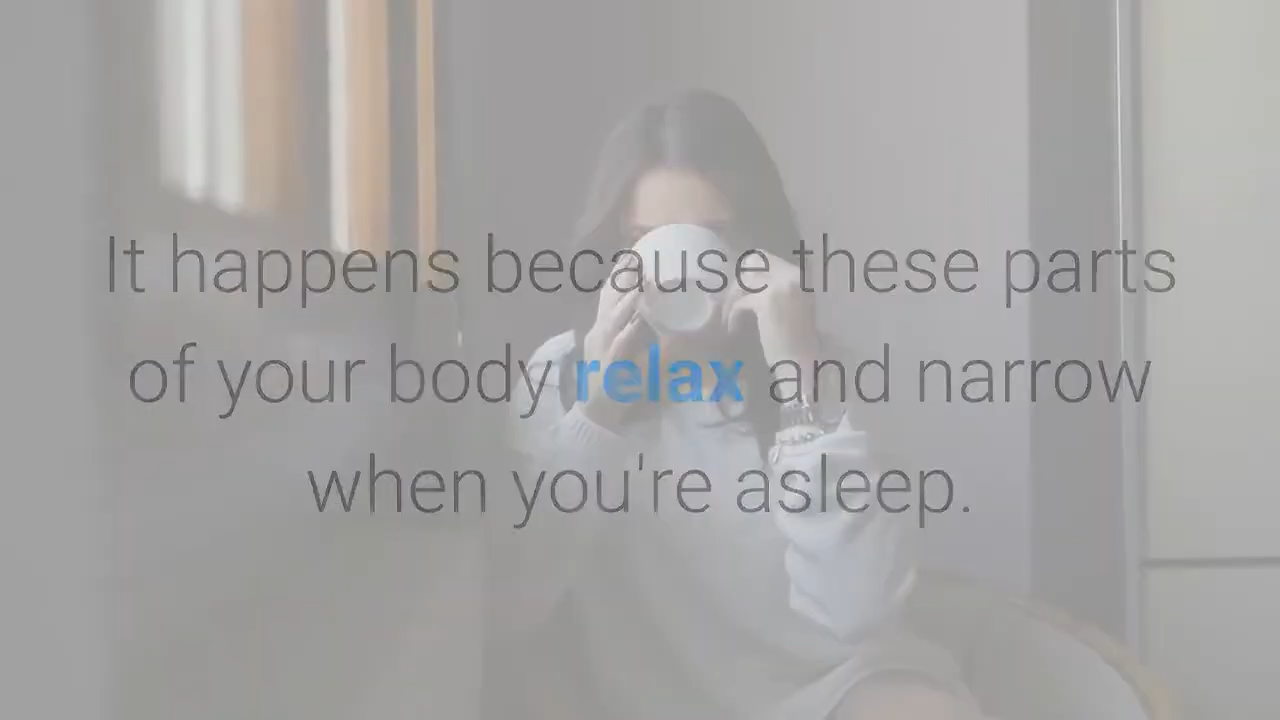 It happens because these parts
of your body relax and narrow
when you're asleep.